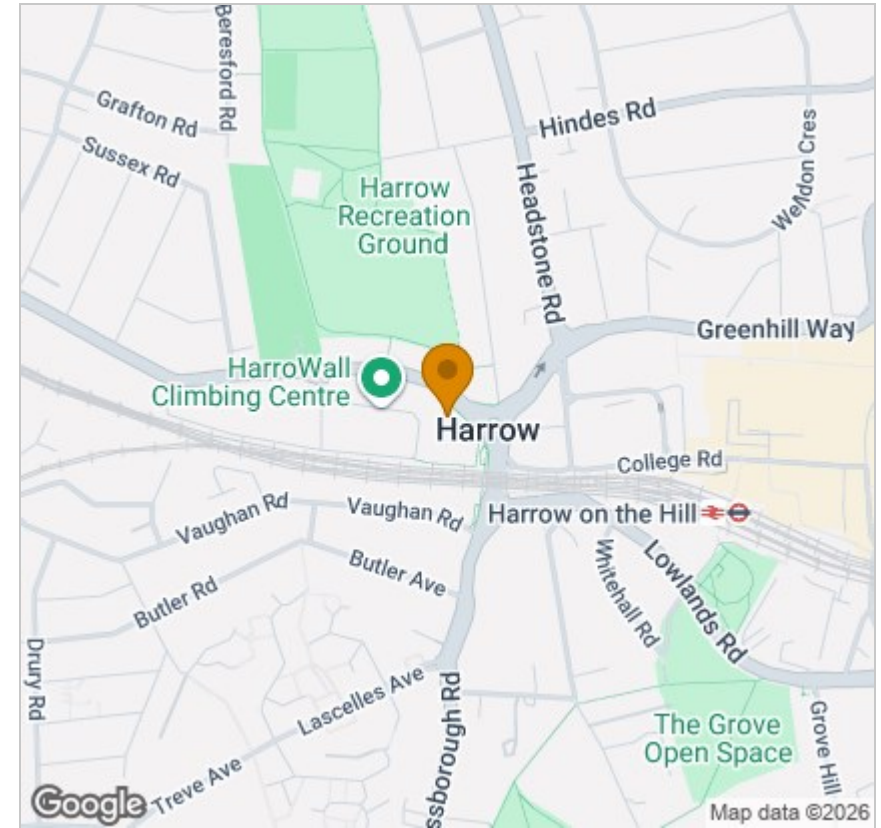 Beresford Rd
Grafton Rd
Sussex Rd
Hindes Rd
Weldon Cres
Harrow
Recreation
Ground
Headstone Rd
Greenhill Way
HarroWall
Climbing Centre
Harrow
College Rd
Vaughan Rd
Vaughan Rd
Harrow on the Hill
Butler Ave
Butler Rd
Whitehall Rd
Lowlands Rd
Drury Rd
Lascelles Ave
Treve Ave
ssborough Rd
The Grove
Open Space
Grove Hill
Google
Map data ©2026